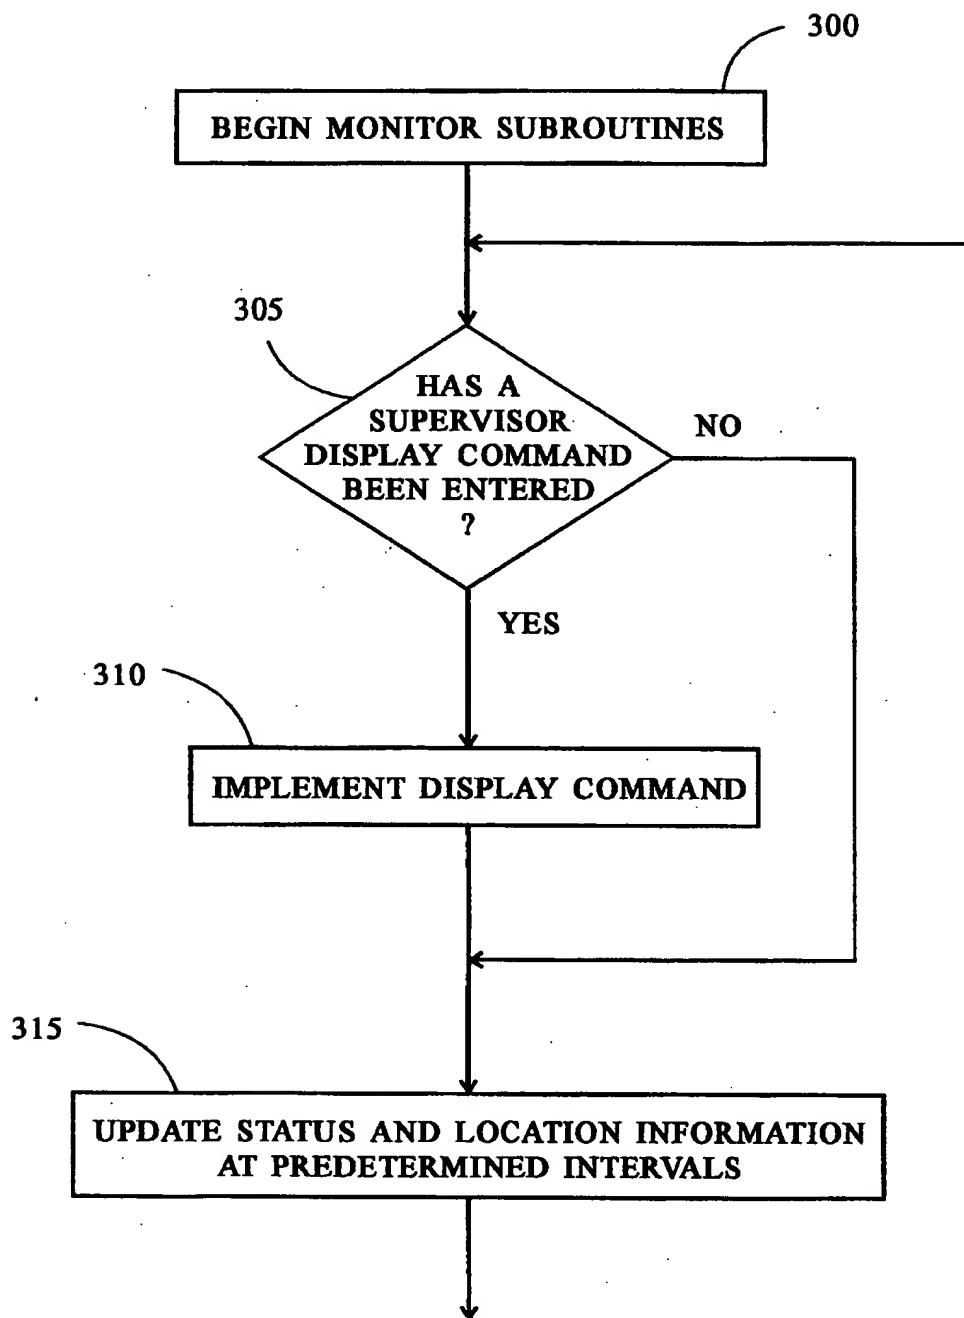 300
BEGIN MONITOR SUBROUTINES
305
HAS A
SUPERVISOR
DISPLAY COMMAND
BEEN ENTERED
?
NO
YES
310
IMPLEMENT DISPLAY COMMAND
315
UPDATE STATUS AND LOCATION INFORMATION
AT PREDETERMINED INTERVALS